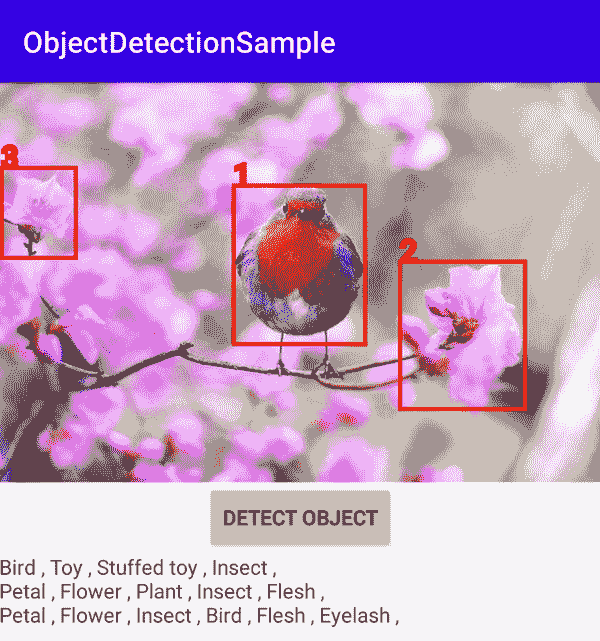 ObjectDetectionSample
3
1
2
DETECT OBJECT
Bird , Toy , Stuffed toy , Insect ,
Petal , Flower , Plant , Insect , Flesh ,
Petal , Flower , Insect , Bird , Flesh , Eyelash ,